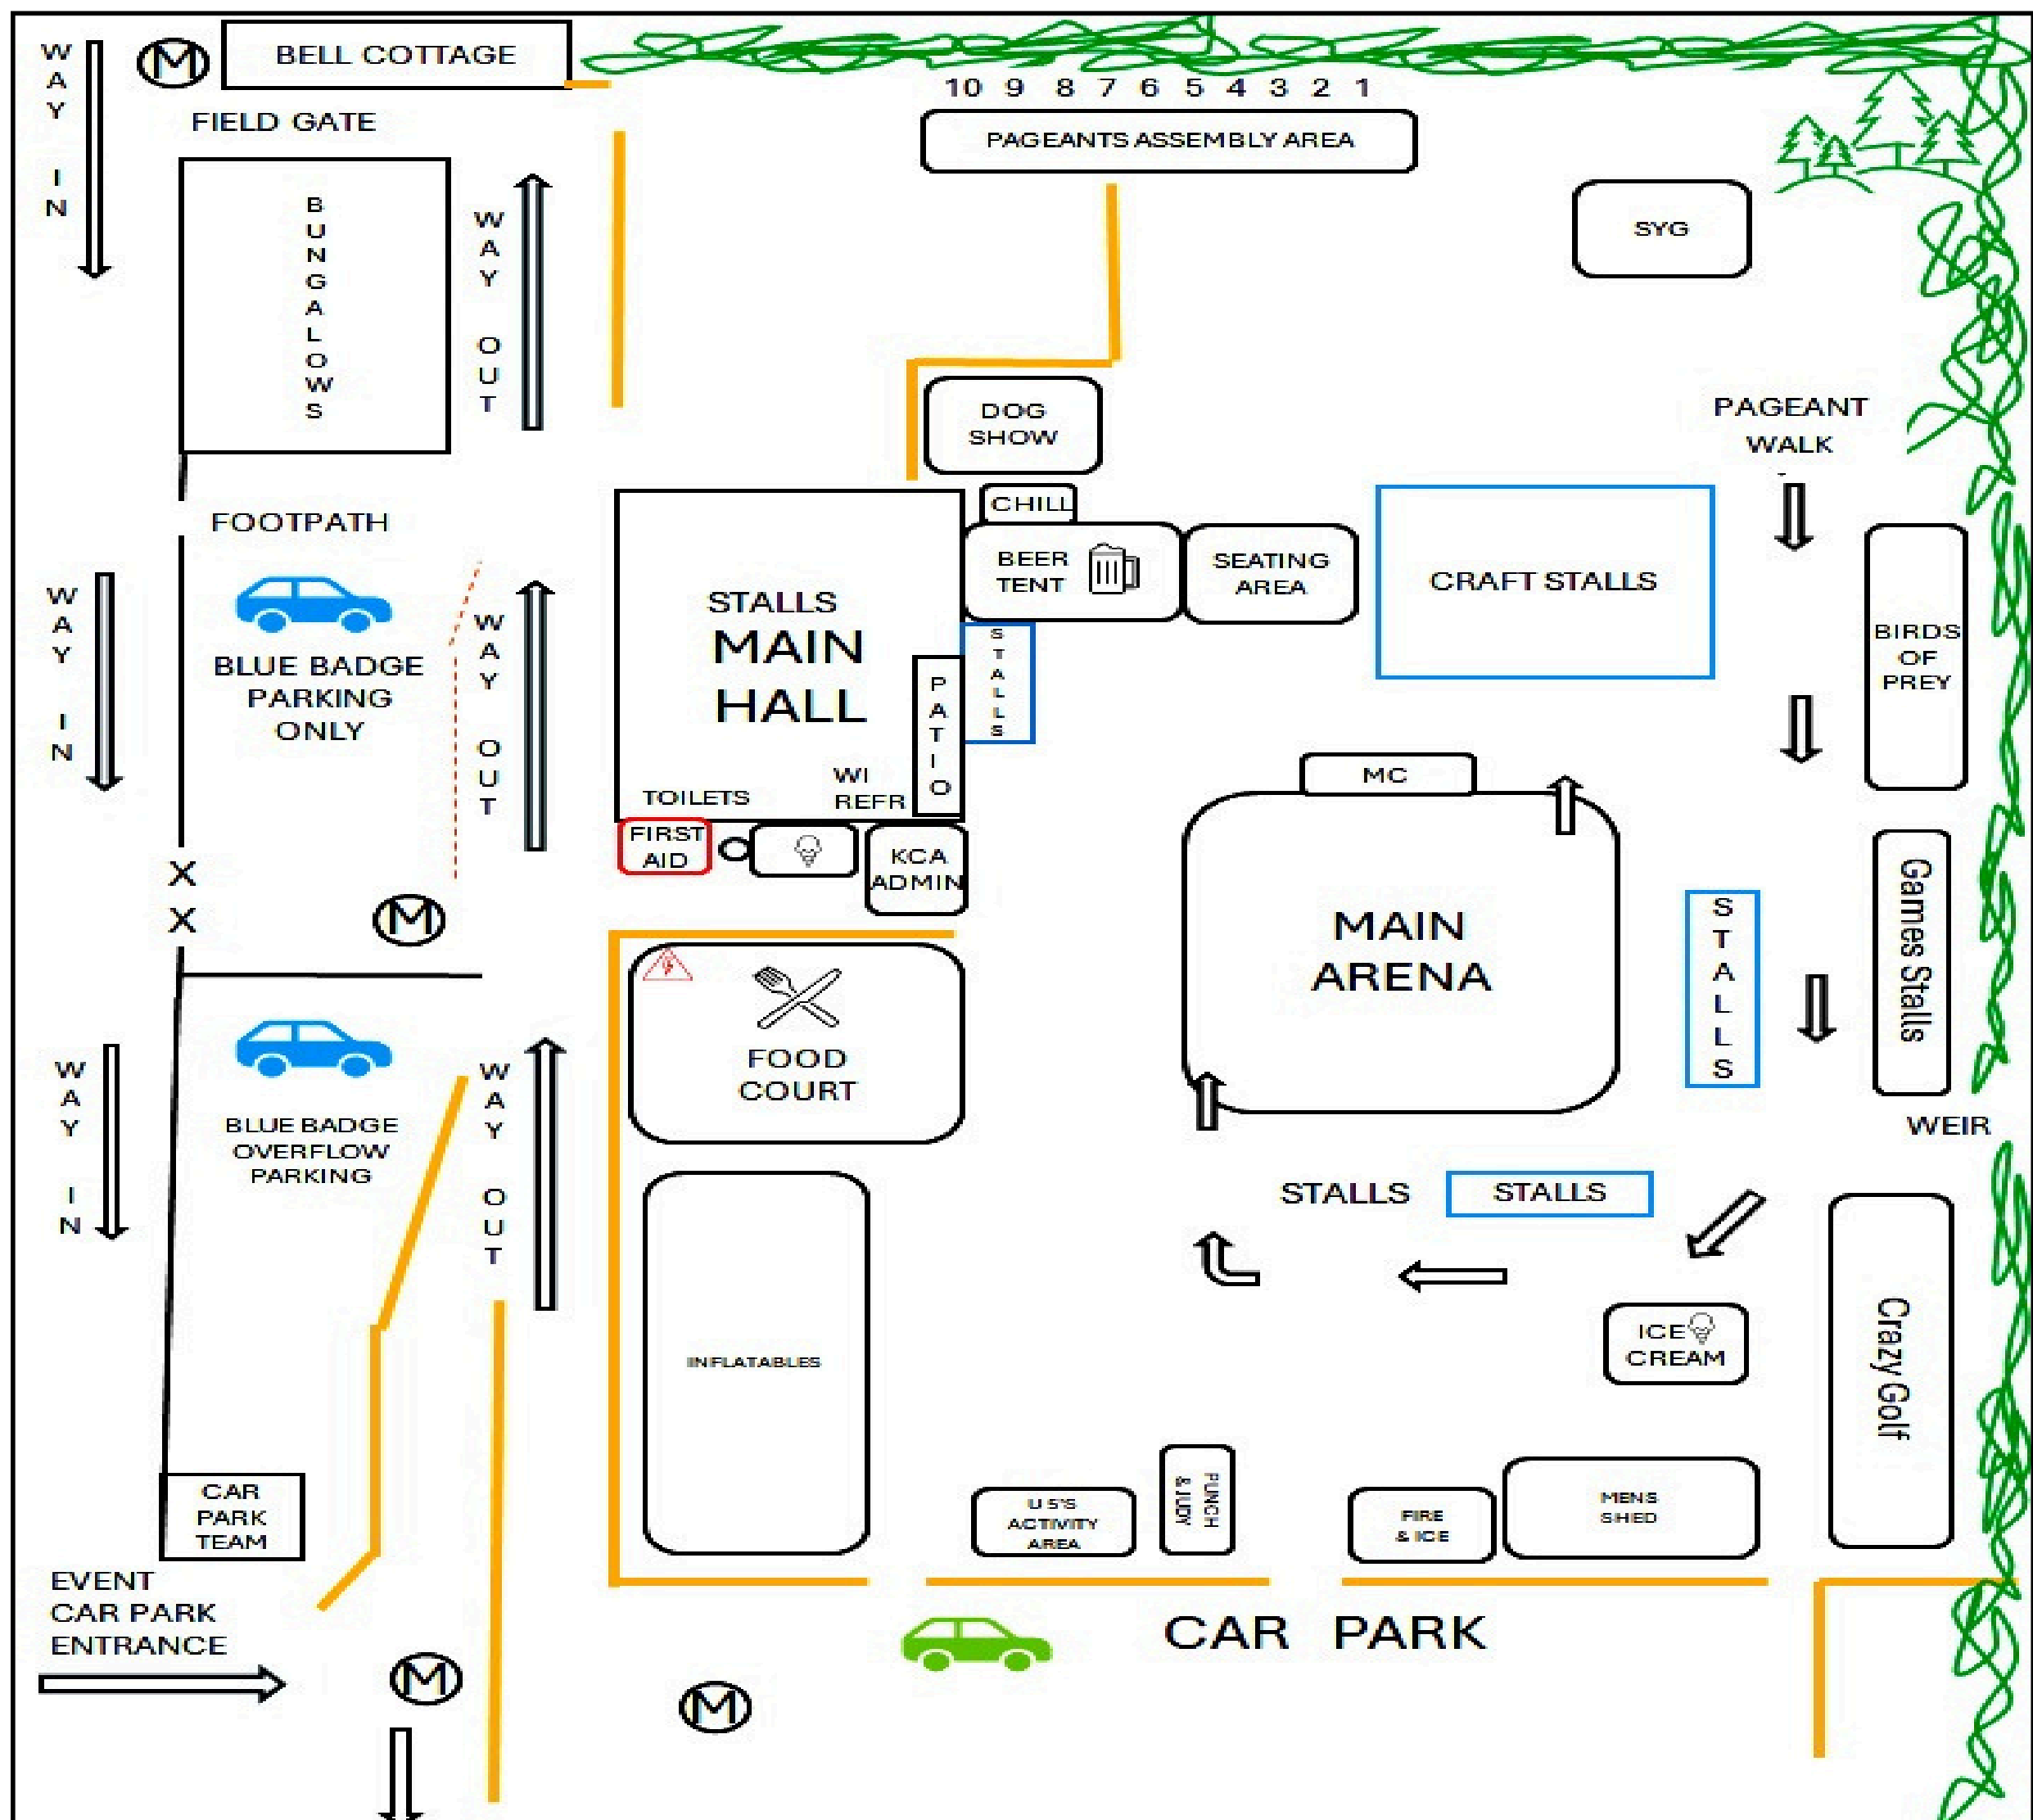 WAY IN
M
BELL COTTAGE
FIELD GATE
BUNGALOWS
WAY OUT
10 9 8 7 6 5 4 3 2 1
PAGEANTS ASSEMBLY AREA
SYG
PAGEANT
WALK
DOG
SHOW
CHILL
BEER
TENT
SEATING
AREA
CRAFT STALLS
BIRDS
OF
PREY
FOOTPATH
WAY IN
BLUE BADGE
PARKING
ONLY
WAY OUT
STALLS
MAIN
HALL
PATIO
STALLS
WI
REFR
TOILETS
FIRST
AID
KCA
ADMIN
MC
MAIN
ARENA
STALLS
Games Stalls
X
X
M
FOOD
COURT
WAY IN
BLUE BADGE
OVERFLOW
PARKING
WAY OUT
WEIR
STALLS
STALLS
INFLATABLES
ICE
CREAM
Crazy Golf
U 5'S
ACTIVITY
AREA
PUNCH
& JUDY
FIRE
& ICE
MENS
SHED
CAR
PARK
TEAM
EVENT
CAR PARK
ENTRANCE
M
M
CAR PARK